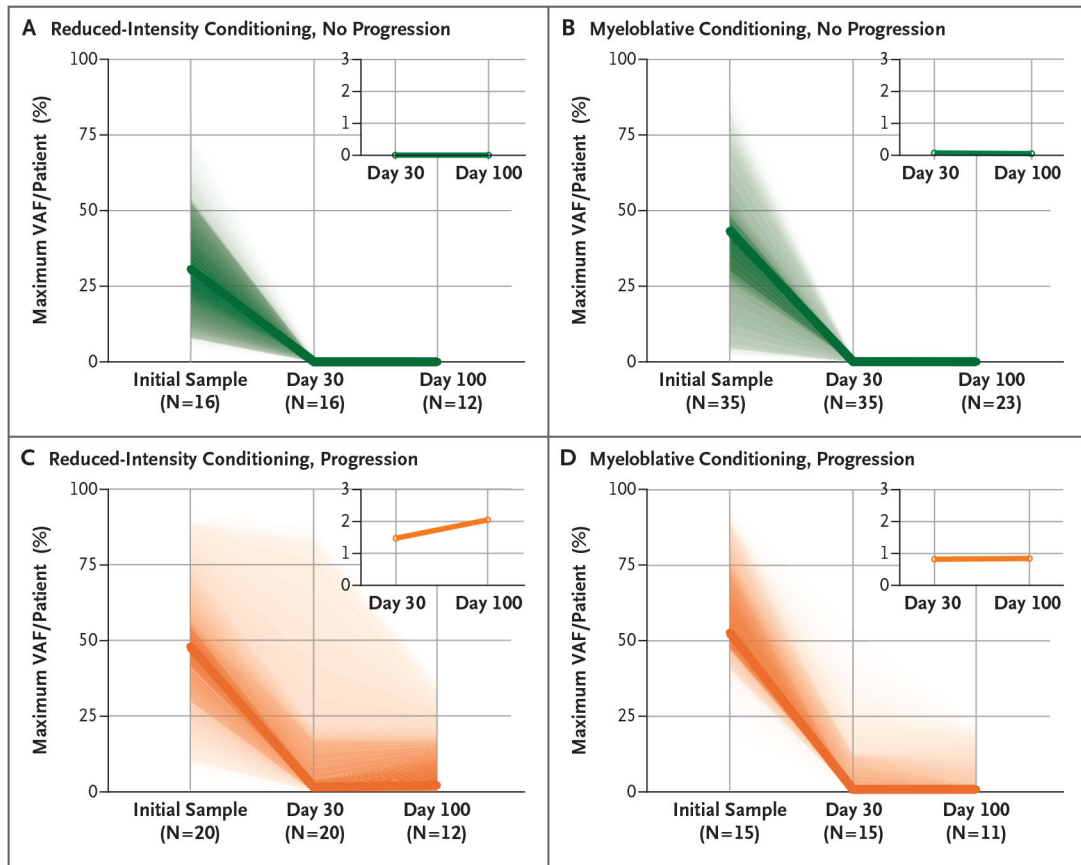 A Reduced-Intensity Conditioning, No Progression
Maximum VAF/Patient (%)
100
75
50
25
0
3
2
1
0
Day 30
Day 100
Initial Sample
(N=16)
Day 30
(N=16)
Day 100
(N=12)
B Myeloblative Conditioning, No Progression
Maximum VAF/Patient (%)
100
75
50
25
0
3
2
1
0
Day 30
Day 100
Initial Sample
(N=35)
Day 30
(N=35)
Day 100
(N=23)
C Reduced-Intensity Conditioning, Progression
Maximum VAF/Patient (%)
100
75
50
25
0
3
2
1
0
Day 30
Day 100
Initial Sample
(N=20)
Day 30
(N=20)
Day 100
(N=12)
D Myeloblative Conditioning, Progression
Maximum VAF/Patient (%)
100
75
50
25
0
3
2
1
0
Day 30
Day 100
Initial Sample
(N=15)
Day 30
(N=15)
Day 100
(N=11)